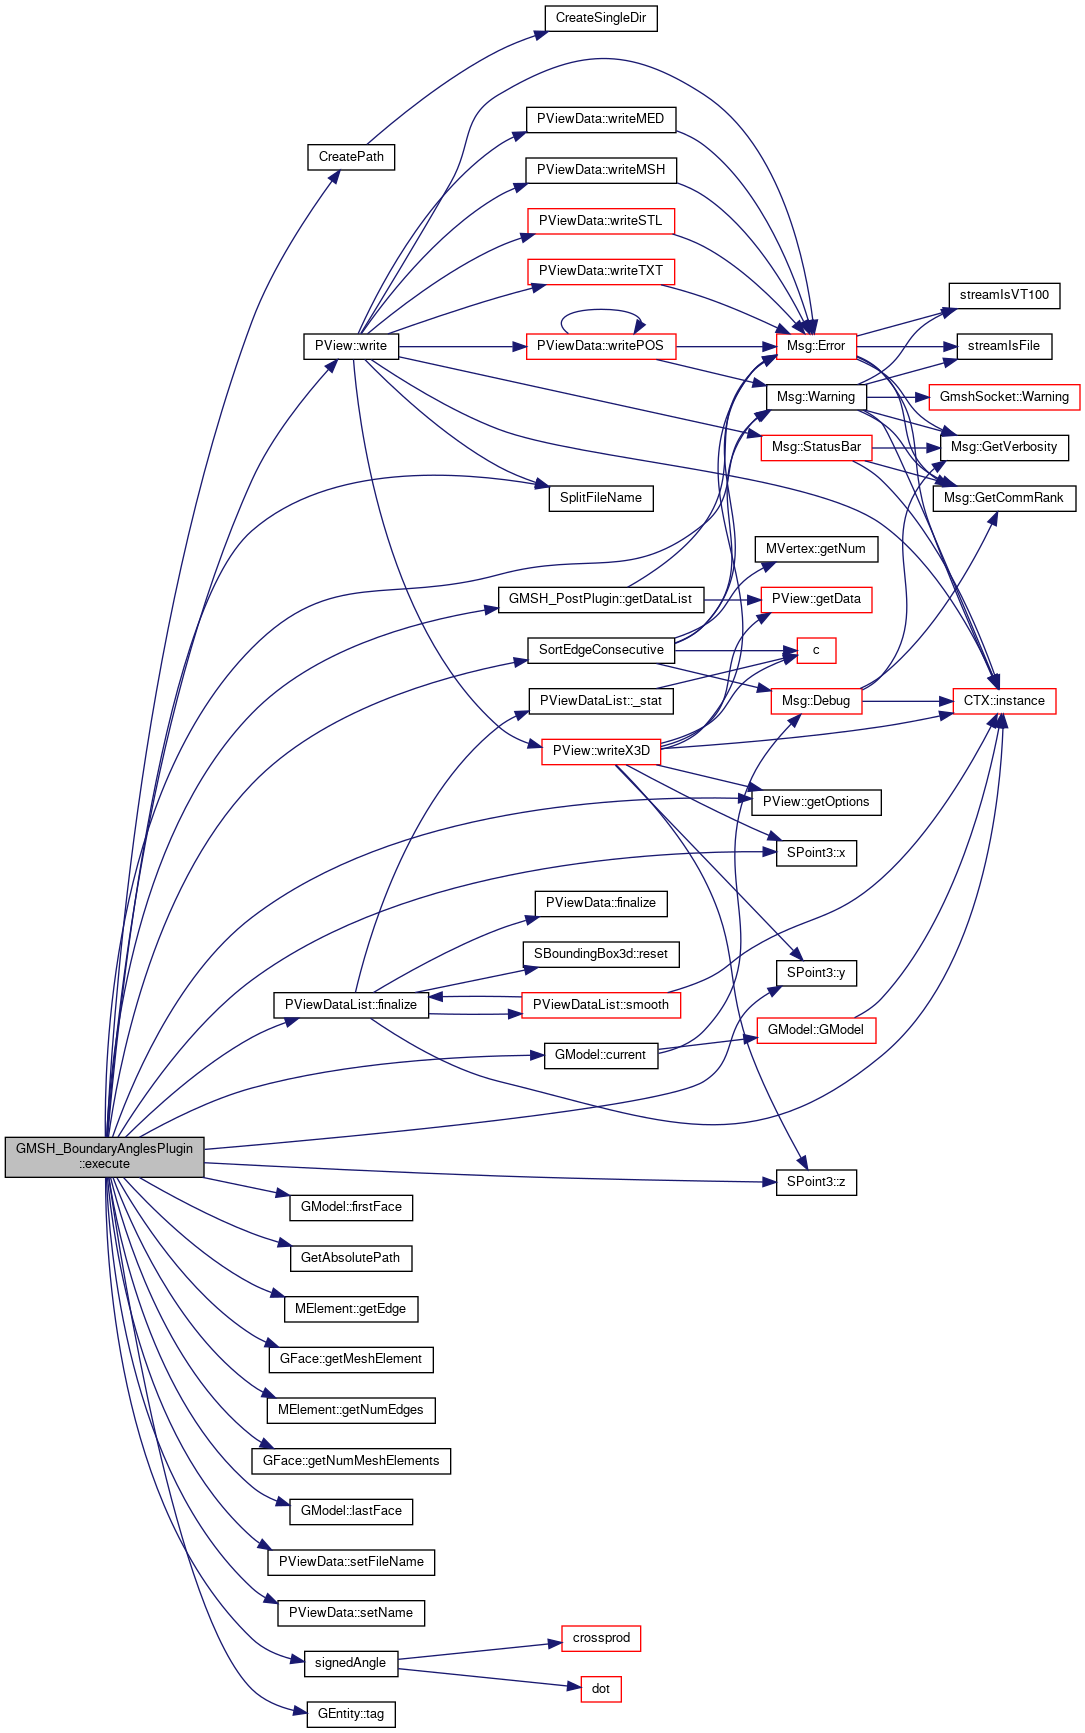 CreateSingleDir
PViewData::writeMED
CreatePath
PViewData::writeMSH
PViewData::writeSTL
PViewData::writeTXT
streamIsVT100
PView::write
PViewData::writePOS
Msg::Error
streamIsFile
Msg::Warning
GmshSocket::Warning
Msg::StatusBar
Msg::GetVerbosity
SplitFileName
Msg::GetCommRank
MVertex::getNum
GMSH_PostPlugin::getDataList
PView::getData
SortEdgeConsecutive
c
PViewDataList::_stat
Msg::Debug
CTX::instance
PView::writeX3D
PView::getOptions
SPoint3::x
PViewData::finalize
SBoundingBox3d::reset
SPoint3::y
PViewDataList::finalize
PViewDataList::smooth
GModel::GModel
GModel::current
GMSH_BoundaryAnglesPlugin
::execute
SPoint3::z
GModel::firstFace
GetAbsolutePath
MElement::getEdge
GFace::getMeshElement
MElement::getNumEdges
GFace::getNumMeshElements
GModel::lastFace
PViewData::setFileName
PViewData::setName
crossprod
signedAngle
dot
GEntity::tag